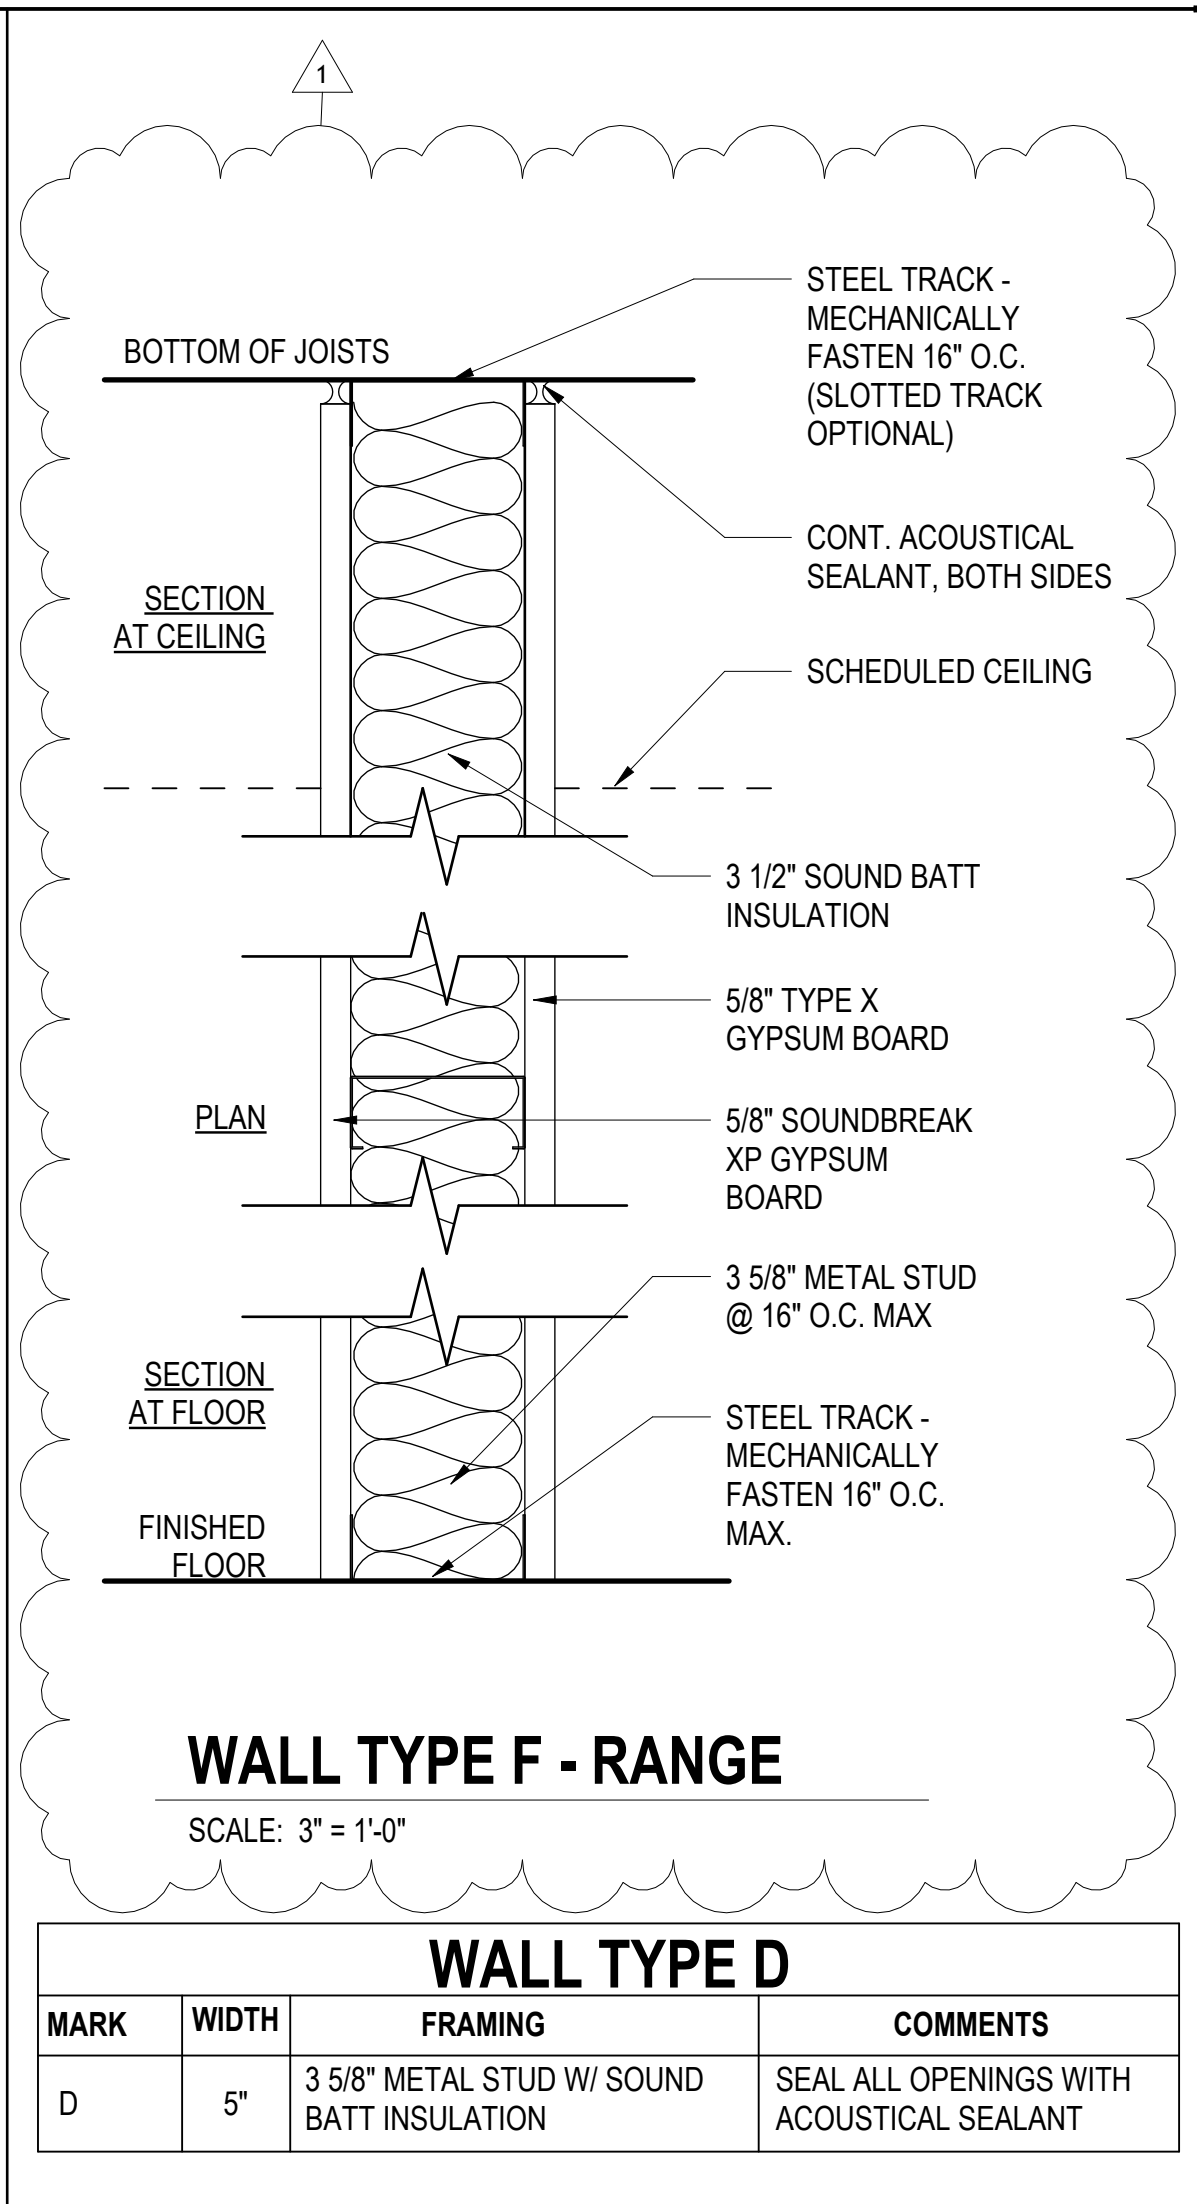 1
STEEL TRACK -
MECHANICALLY
FASTEN 16" O.C.
(SLOTTED TRACK
OPTIONAL)
BOTTOM OF JOISTS
CONT. ACOUSTICAL
SEALANT, BOTH SIDES
SECTION
AT CEILING
SCHEDULED CEILING
3 1/2" SOUND BATT
INSULATION
5/8" TYPE X
GYPSUM BOARD
PLAN
5/8" SOUNDBREAK
XP GYPSUM
BOARD
3 5/8" METAL STUD
@ 16" O.C. MAX
SECTION
AT FLOOR
STEEL TRACK -
MECHANICALLY
FASTEN 16" O.C.
MAX.
FINISHED
FLOOR
WALL TYPE F - RANGE
SCALE: 3" = 1'-0"
WALL TYPE D
MARK WIDTH FRAMING COMMENTS
D 5" 3 5/8" METAL STUD W/ SOUND SEAL ALL OPENINGS WITH
BATT INSULATION ACOUSTICAL SEALANT